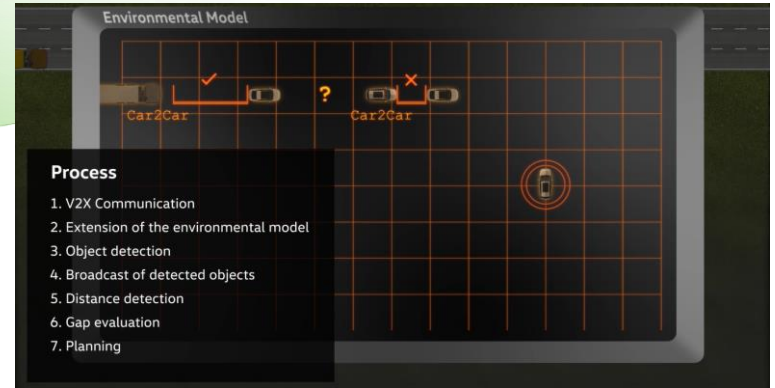 Environmental Model
?
Car2Car
Car2Car
Process
1. V2X Communication
2. Extension of the environmental model
3. Object detection
4. Broadcast of detected objects
5. Distance detection
6. Gap evaluation
7. Planning